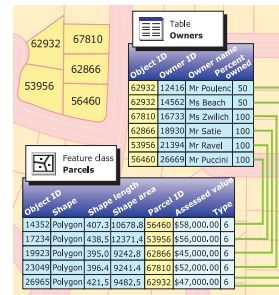 Table
Owners
62932 67810
62866
53956
56460
Object ID Owner ID Owner name Percent owned
62932 12416 Mr Poulenc 50
62932 14562 Ms Beach 50
67810 16733 Ms Zwilich 100
62866 18930 Mr Satie 100
53956 21394 Mr Ravel 100
56460 26669 Mr Puccini 100
Feature class
Parcels
Object ID Shape Shape length Shape area Parcel ID Assessed value Type
14352 Polygon 407.3 10678.8 56460 $58,000.00 6
17234 Polygon 438,5 12371,4 53956 $56,000.00 6
19923 Polygon 395.0 9242.8 62866 $45,000.00 6
23049 Polygon 396.4 9241.4 67810 $52,000.00 6
26965 Polygon 421,5 9482,5 62932 $47,000.00 6